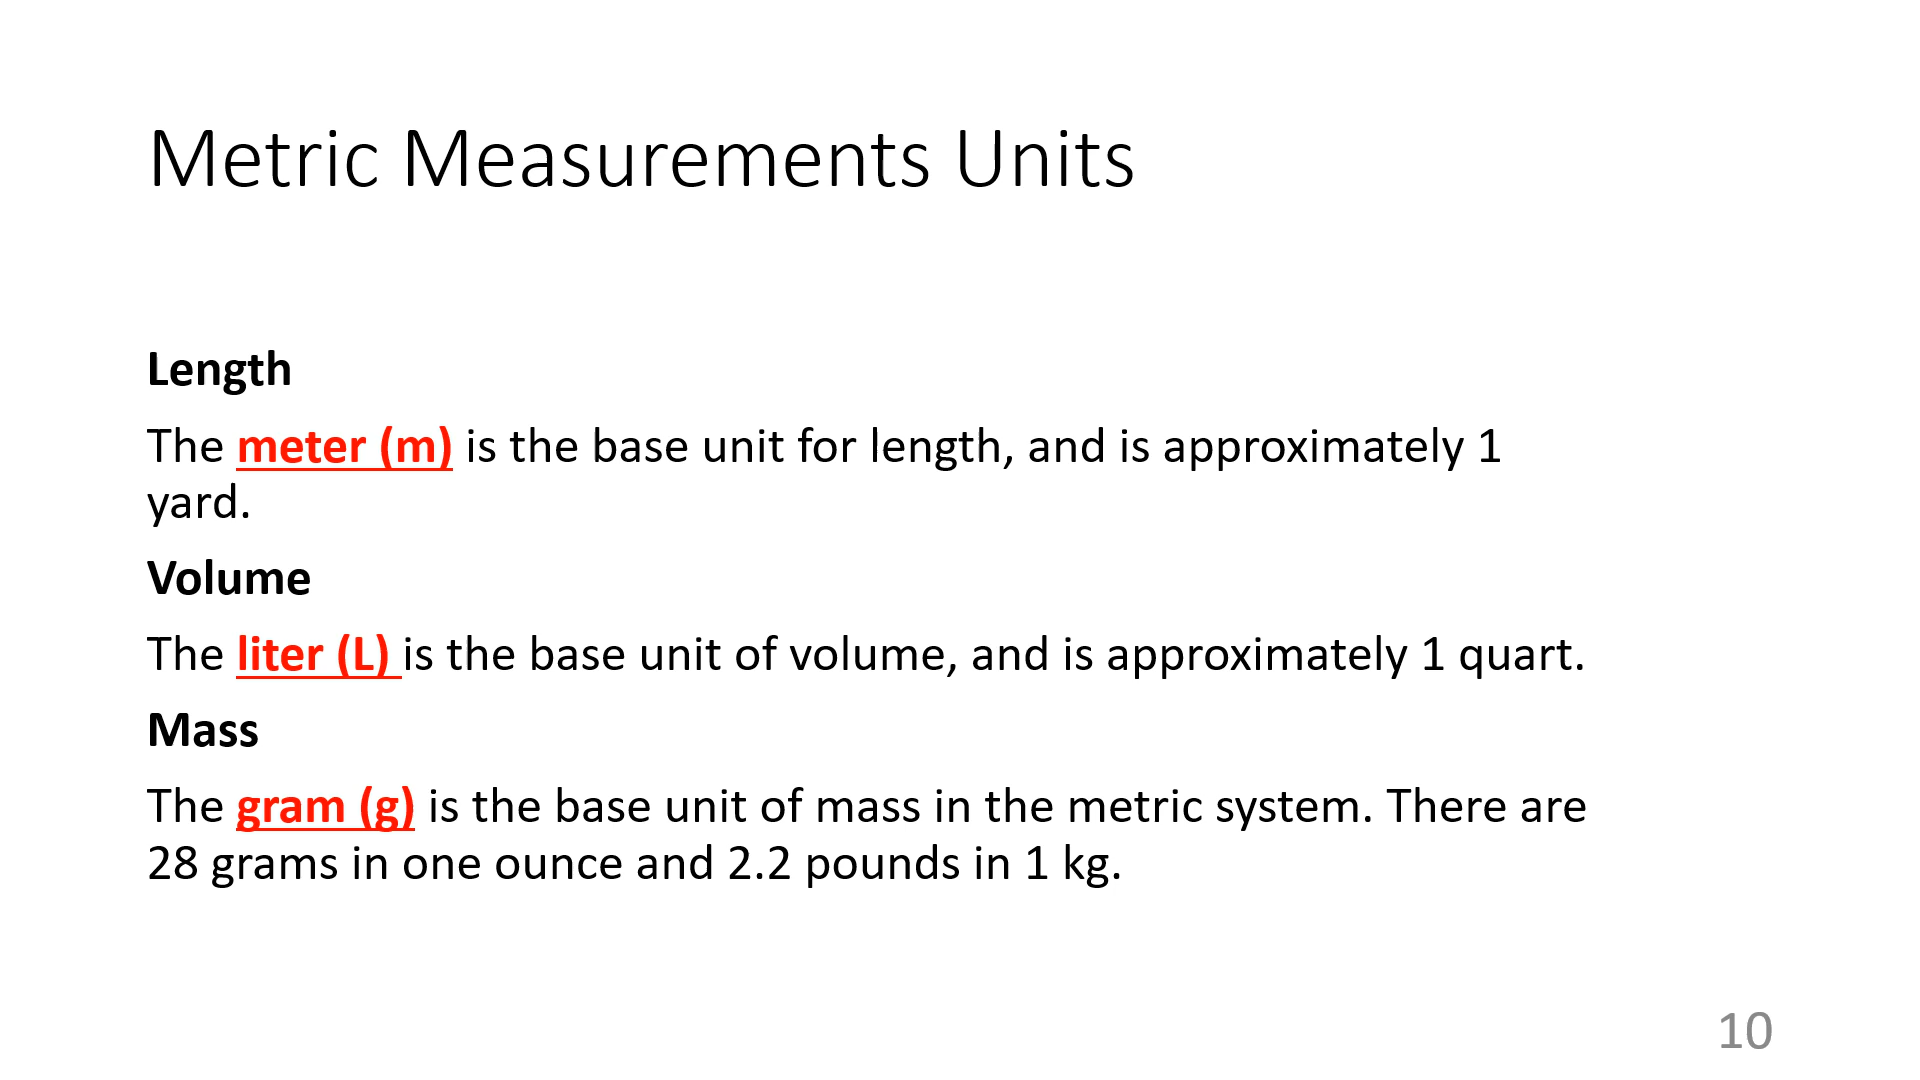 Metric Measurements Units
Length
The meter (m) is the base unit for length, and is approximately 1
yard.
Volume
The liter (L) is the base unit of volume, and is approximately 1 quart.
Mass
The gram (g) is the base unit of mass in the metric system. There are
28 grams in one ounce and 2.2 pounds in 1 kg.
10